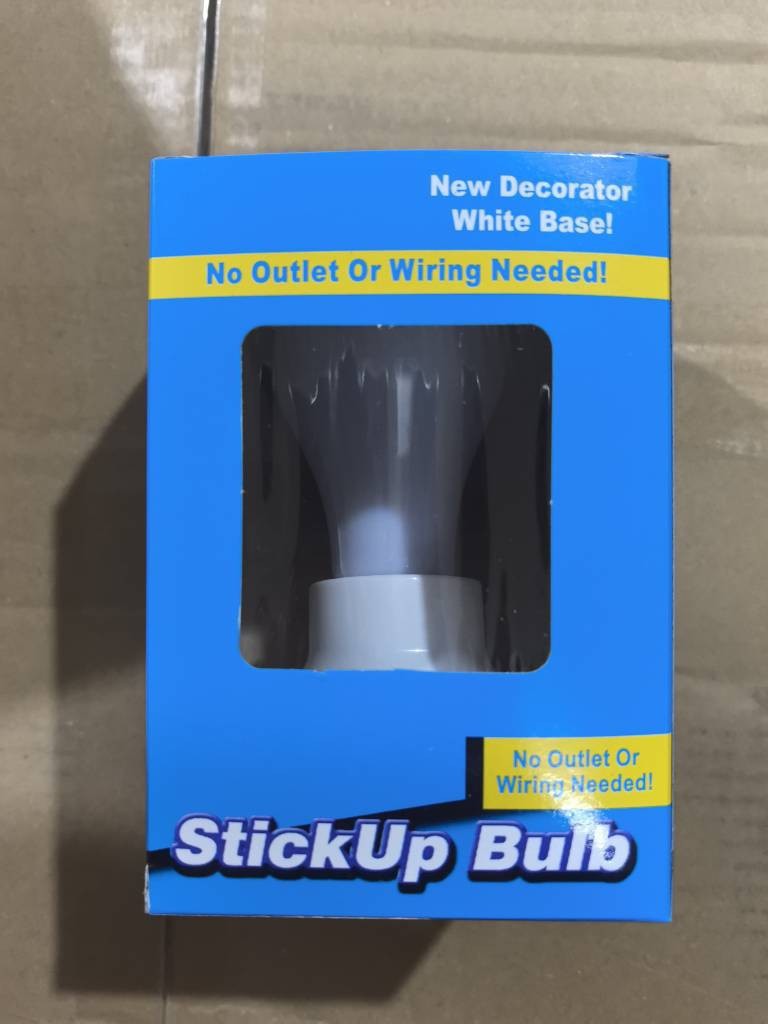 New Decorator
White Base!
No Outlet Or Wiring Needed!
No Outlet Or
Wiring Needed!
StickUp Bulb